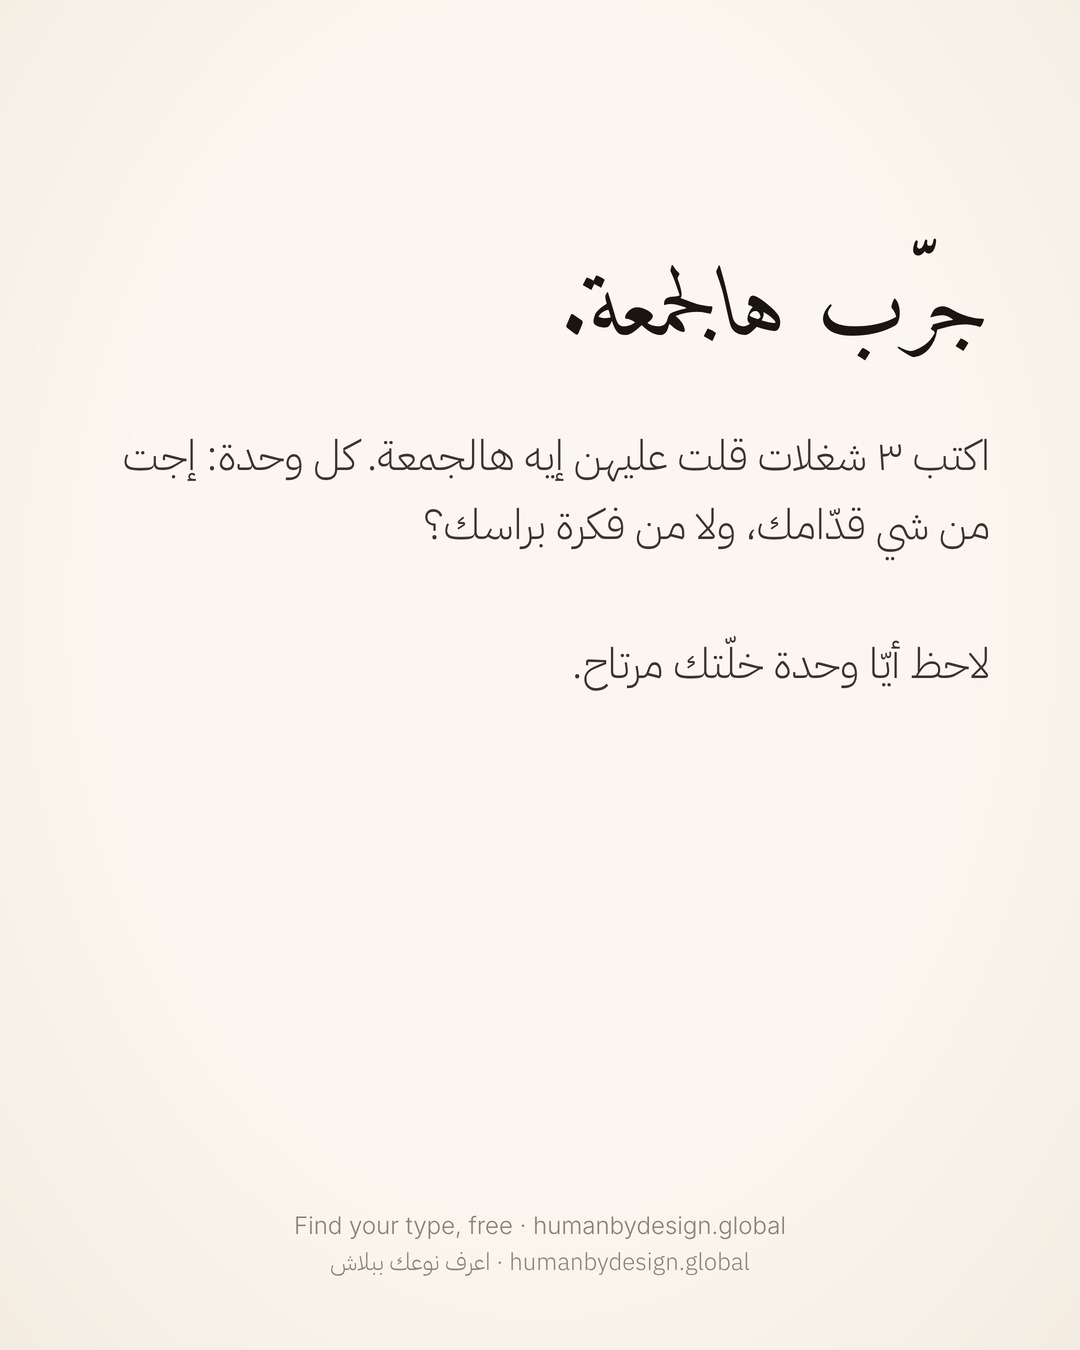 جرّب هالجمعة.
اكتب ٣ شغلات قلت عليهن إيه هالجمعة. كل وحدة: إجت
من شي قدّامك، ولا من فكرة براسك؟
لاحظ أيّا وحدة خلّتك مرتاح.
Find your type, free · humanbydesign.global
اعرف نوعك ببلاش · humanbydesign.global